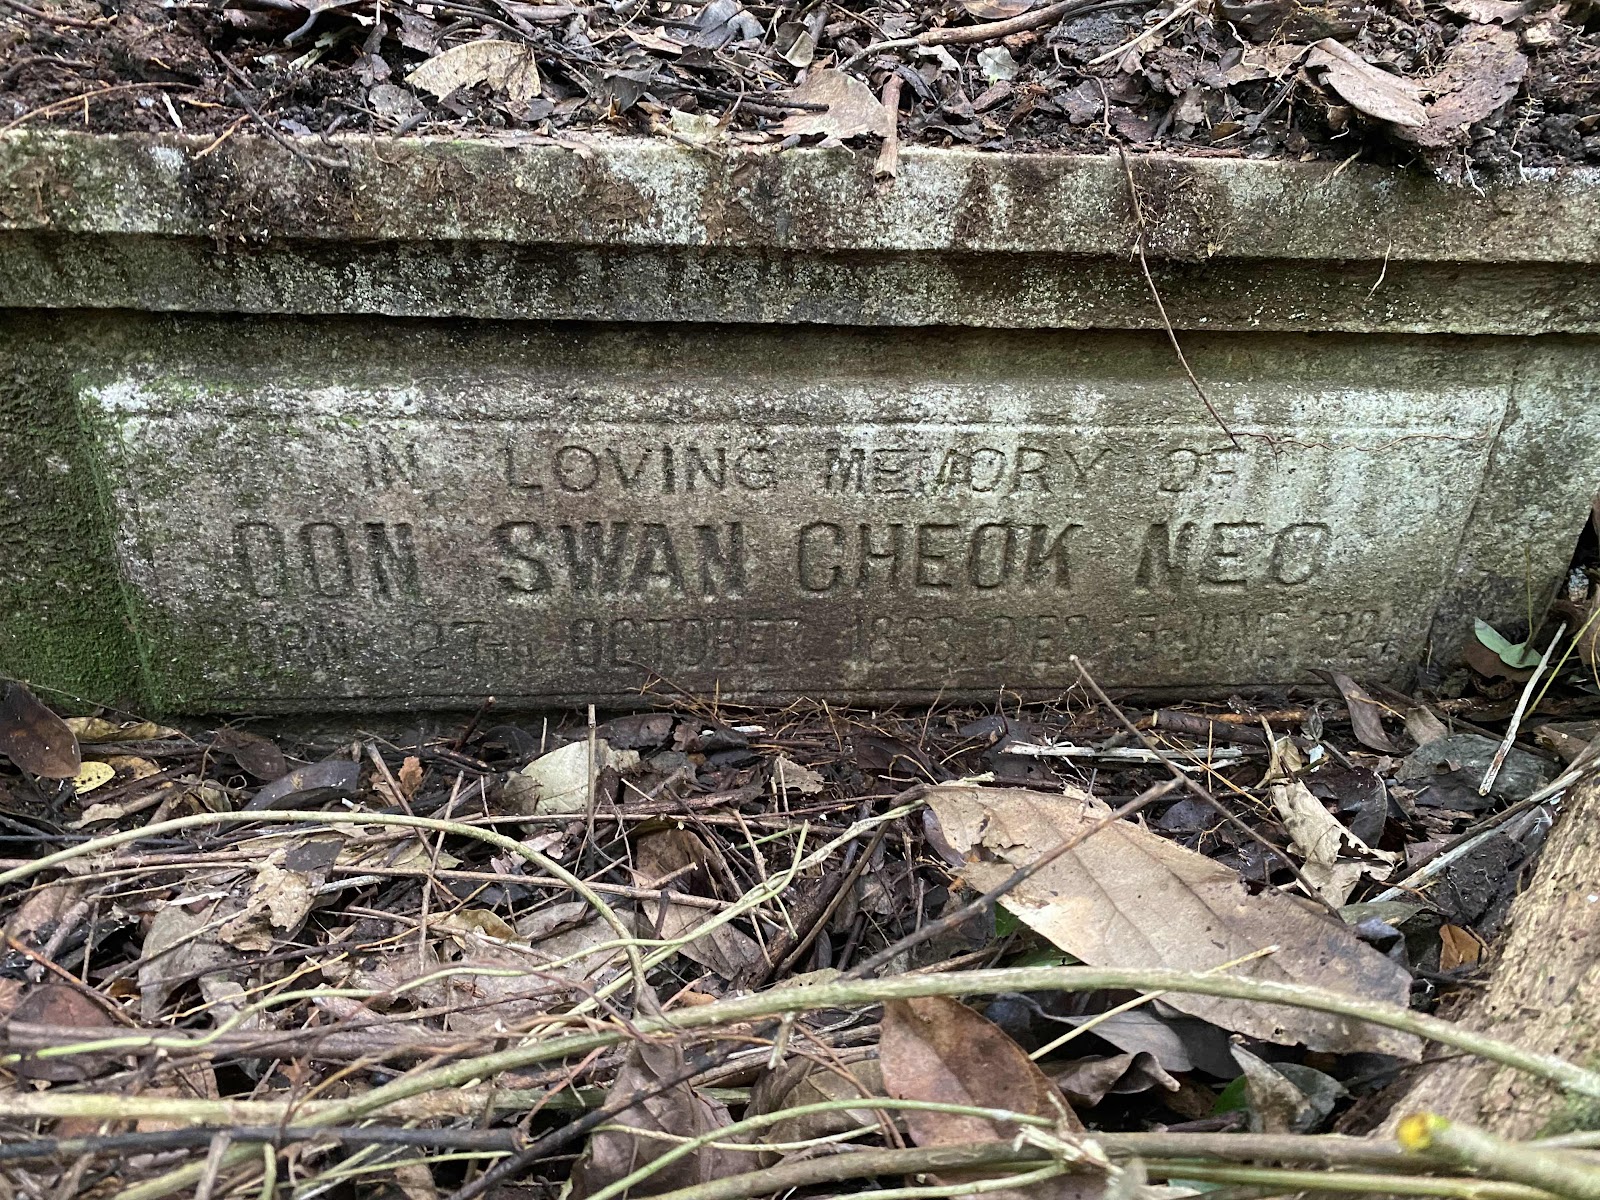 IN LOVING MEMORY OF
OON SWAN CHEOK NEO
BORN 27TH OCTOBER 1863 DIED JUNE